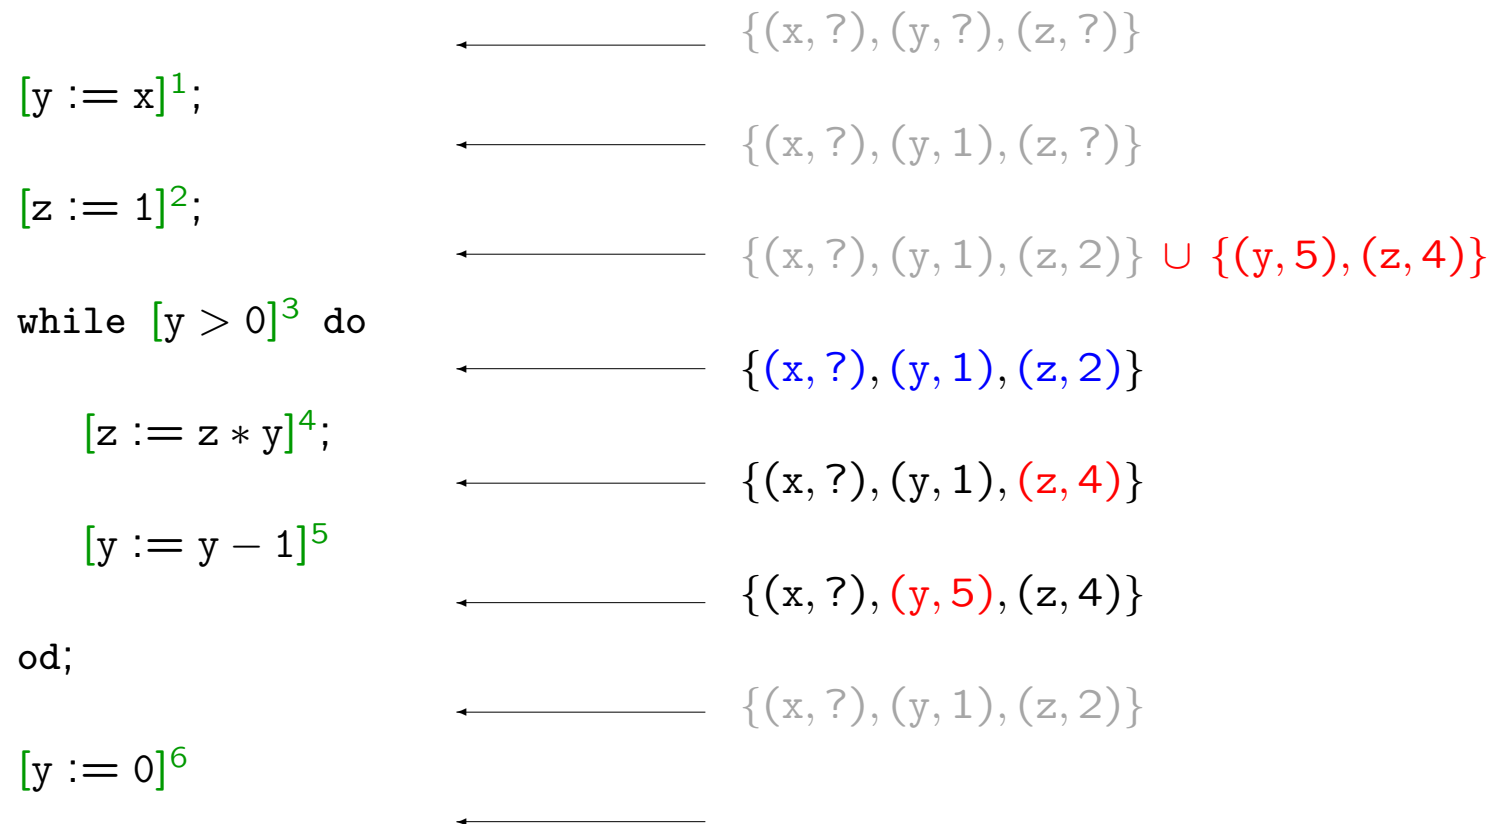 {(x, ?), (y, ?), (z, ?)}
[y := x]¹;
{(x, ?), (y, 1), (z, ?)}
[z := 1]²;
{(x, ?), (y, 1), (z, 2)} ∪ {(y, 5), (z, 4)}
while [y > 0]³ do
{(x, ?), (y, 1), (z, 2)}
[z := z * y]⁴;
{(x, ?), (y, 1), (z, 4)}
[y := y − 1]⁵
{(x, ?), (y, 5), (z, 4)}
od;
{(x, ?), (y, 1), (z, 2)}
[y := 0]⁶